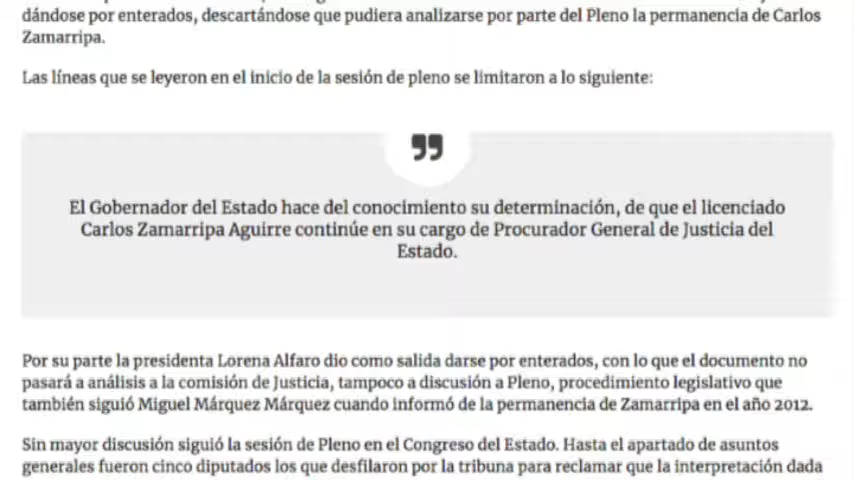 dándose por enterados, descartándose que pudiera analizarse por parte del Pleno la permanencia de Carlos
Zamarripa.
Las líneas que se leyeron en el inicio de la sesión de pleno se limitaron a lo siguiente:
”
El Gobernador del Estado hace del conocimiento su determinación, de que el licenciado
Carlos Zamarripa Aguirre continúe en su cargo de Procurador General de Justicia del
Estado.
Por su parte la presidenta Lorena Alfaro dio como salida darse por enterados, con lo que el documento no
pasará a análisis a la comisión de Justicia, tampoco a discusión a Pleno, procedimiento legislativo que
también siguió Miguel Márquez Márquez cuando informó de la permanencia de Zamarripa en el año 2012.
Sin mayor discusión siguió la sesión de Pleno en el Congreso del Estado. Hasta el apartado de asuntos
generales fueron cinco diputados los que desfilaron por la tribuna para reclamar que la interpretación dada